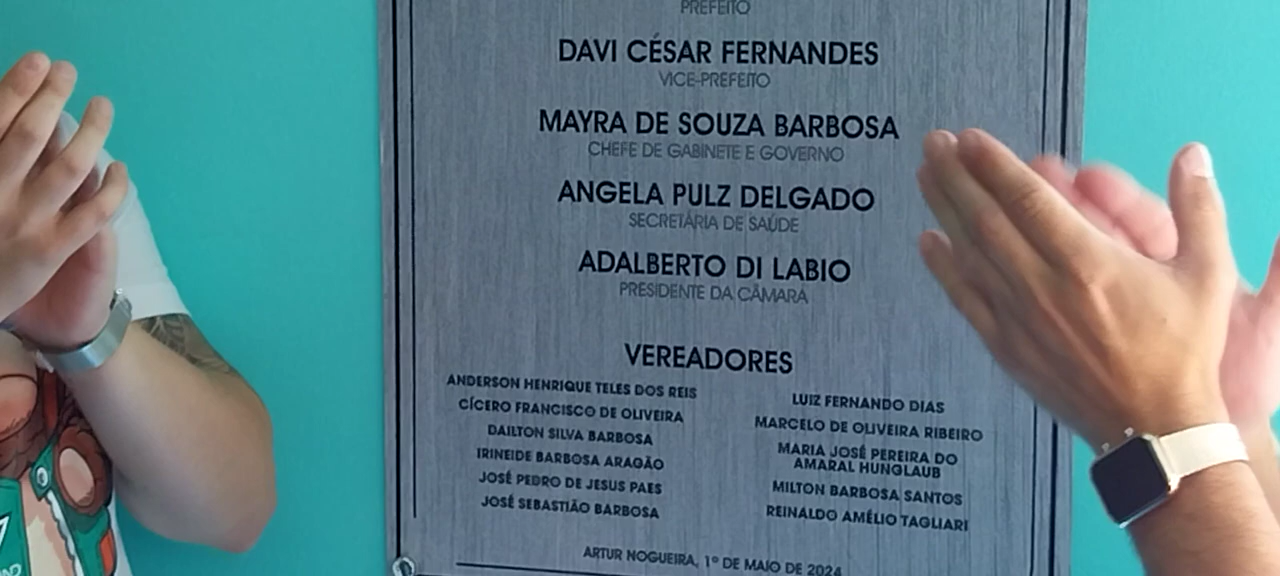 PREFEITO
DAVI CÉSAR FERNANDES
VICE-PREFEITO
MAYRA DE SOUZA BARBOSA
CHEFE DE GABINETE E GOVERNO
ANGELA PULZ DELGADO
SECRETÁRIA DE SAÚDE
ADALBERTO DI LABIO
PRESIDENTE DA CÂMARA
VEREADORES
ANDERSON HENRIQUE TELES DOS REIS
CÍCERO FRANCISCO DE OLIVEIRA
DAILTON SILVA BARBOSA
IRINEIDE BARBOSA ARAGÃO
JOSÉ PEDRO DE JESUS PAES
JOSÉ SEBASTIÃO BARBOSA
LUIZ FERNANDO DIAS
MARCELO DE OLIVEIRA RIBEIRO
MARIA JOSÉ PEREIRA DO
AMARAL HUNGLAUB
MILTON BARBOSA SANTOS
REINALDO AMÉLIO TAGLIARI
ARTUR NOGUEIRA, 1º DE MAIO DE 2024